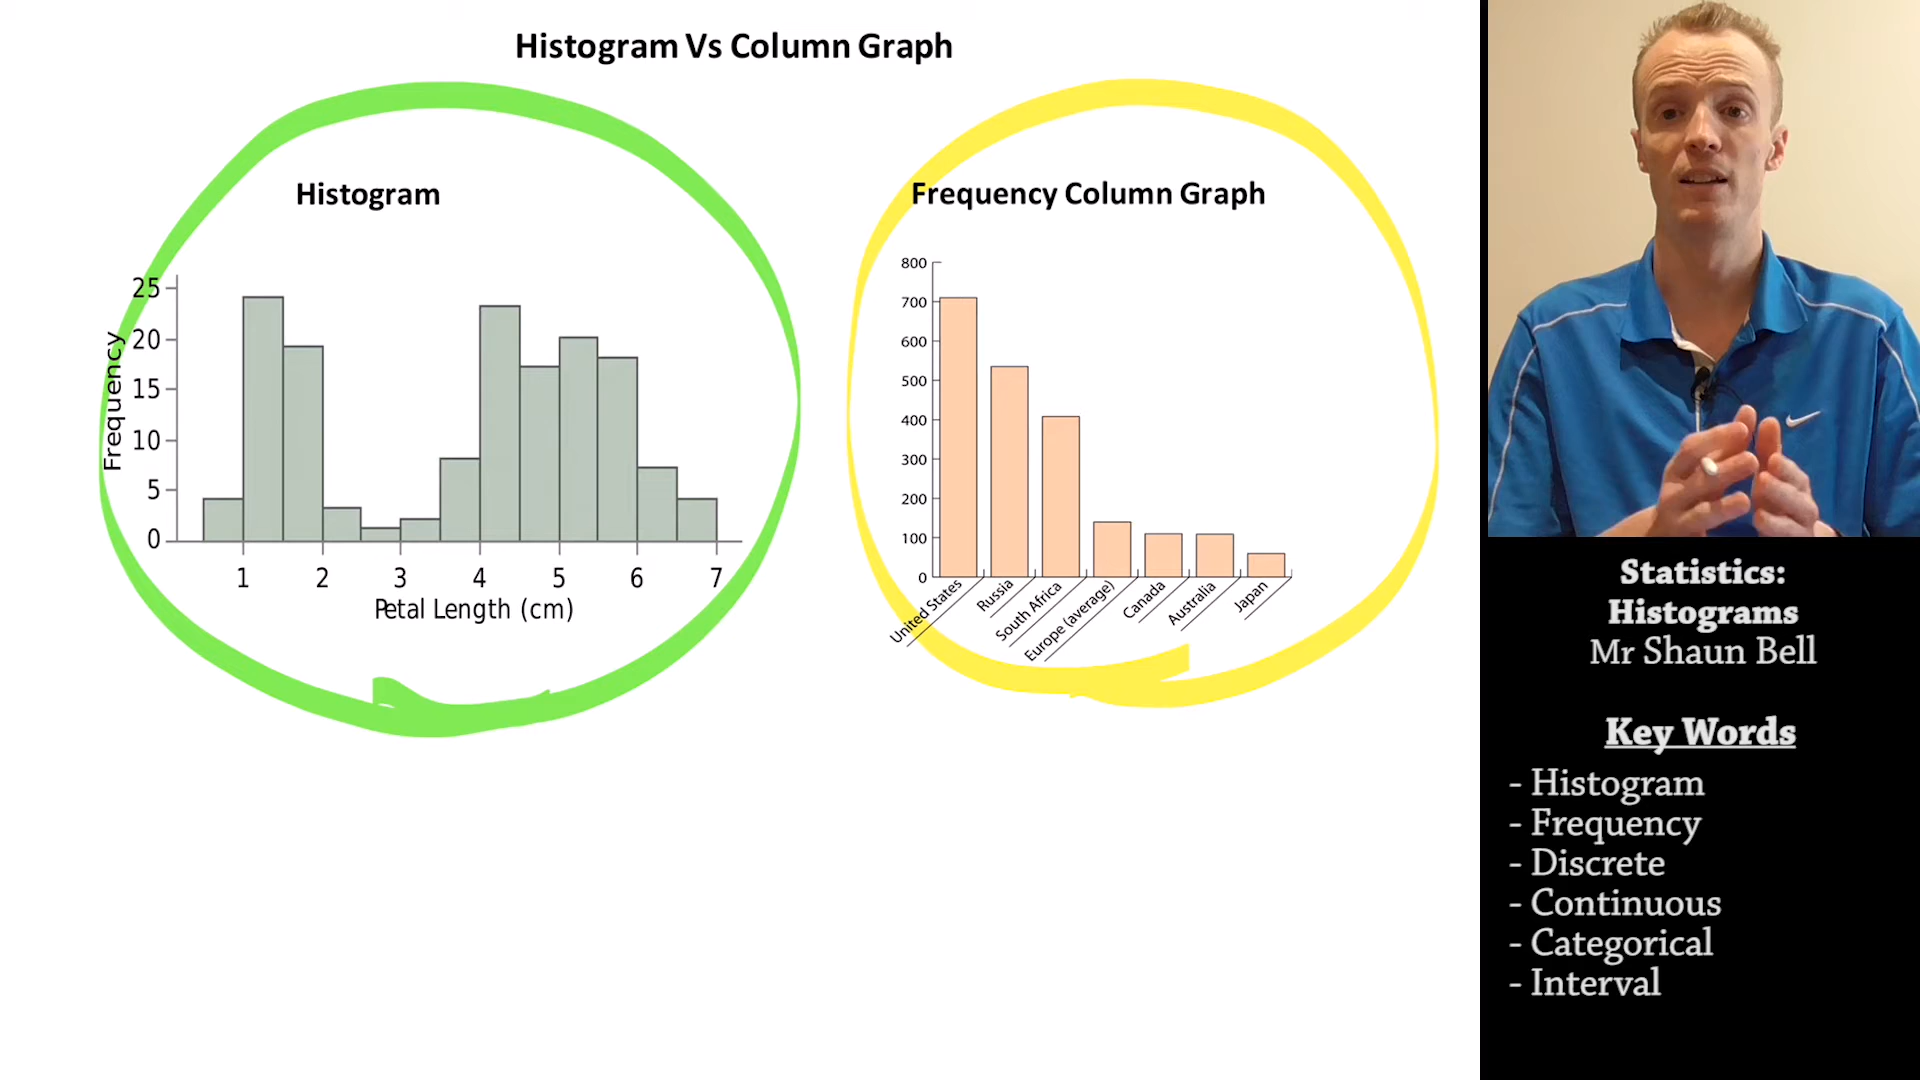 Histogram Vs Column Graph
Histogram
25
20
15
10
5
0
Frequency
1 2 3 4 5 6 7
Petal Length (cm)
Frequency Column Graph
800
700
600
500
400
300
200
100
0
United States
Russia
South Africa
Europe (average)
Canada
Australia
Japan
Statistics:
Histograms
Mr Shaun Bell
Key Words
- Histogram
- Frequency
- Discrete
- Continuous
- Categorical
- Interval